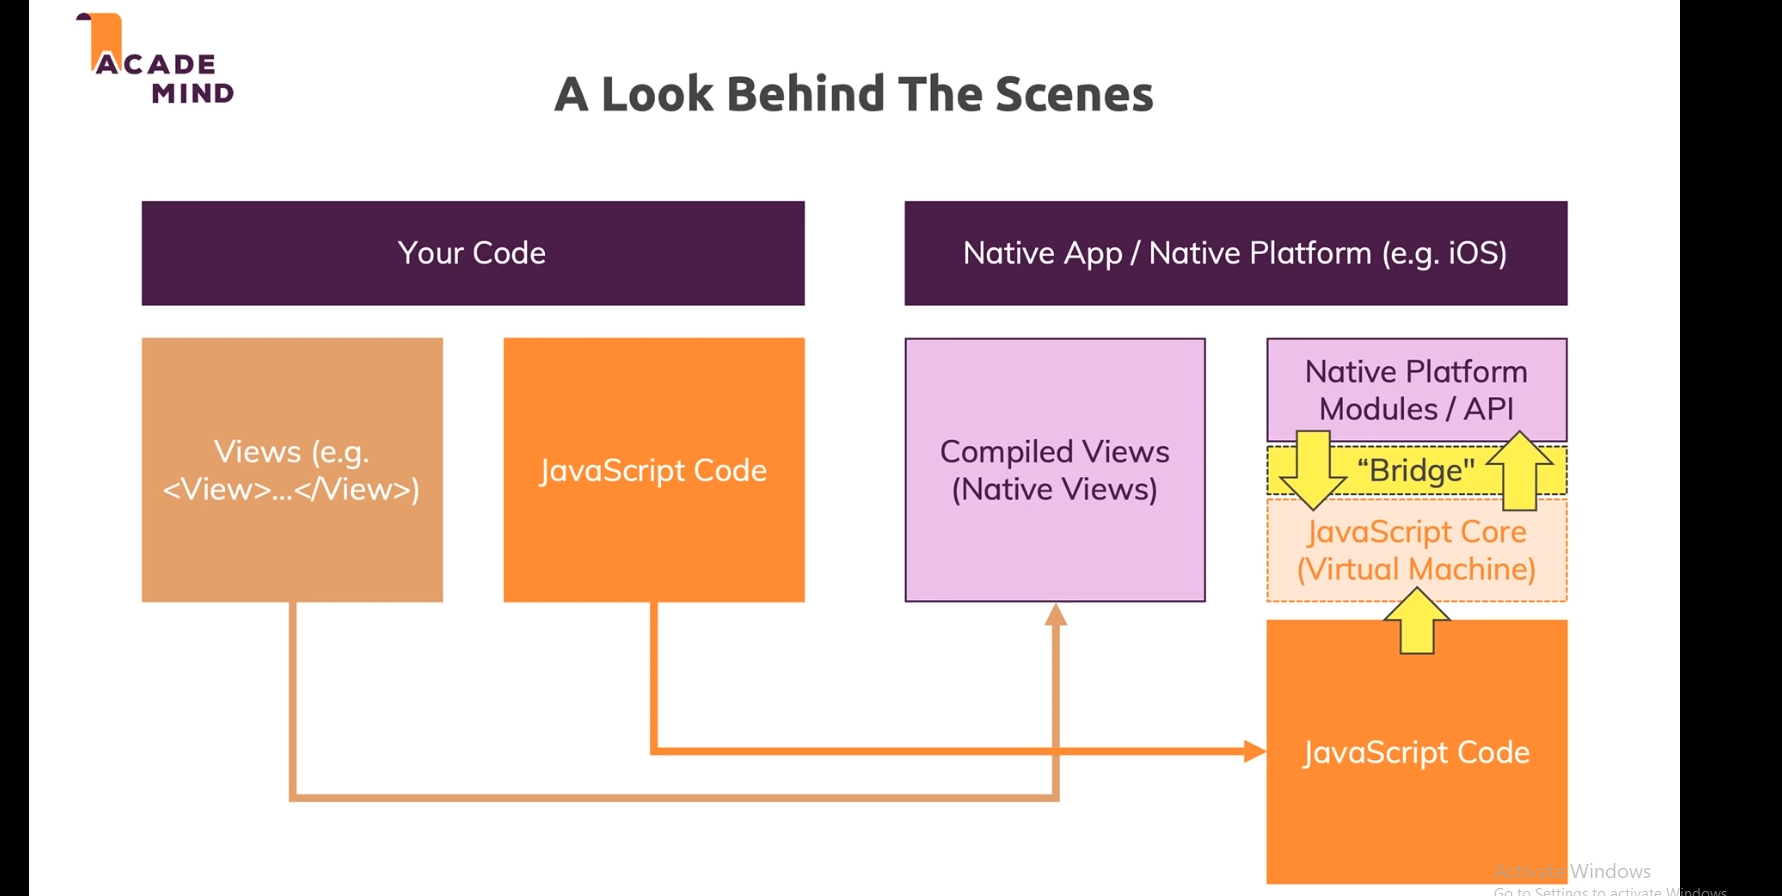 ACADE
MIND
A Look Behind The Scenes
Your Code
Native App / Native Platform (e.g. iOS)
Views (e.g.
<View>...</View>)
JavaScript Code
Compiled Views
(Native Views)
Native Platform
Modules / API
“Bridge"
JavaScript Core
(Virtual Machine)
JavaScript Code
Activate Windows
Go to Settings to activate Windows